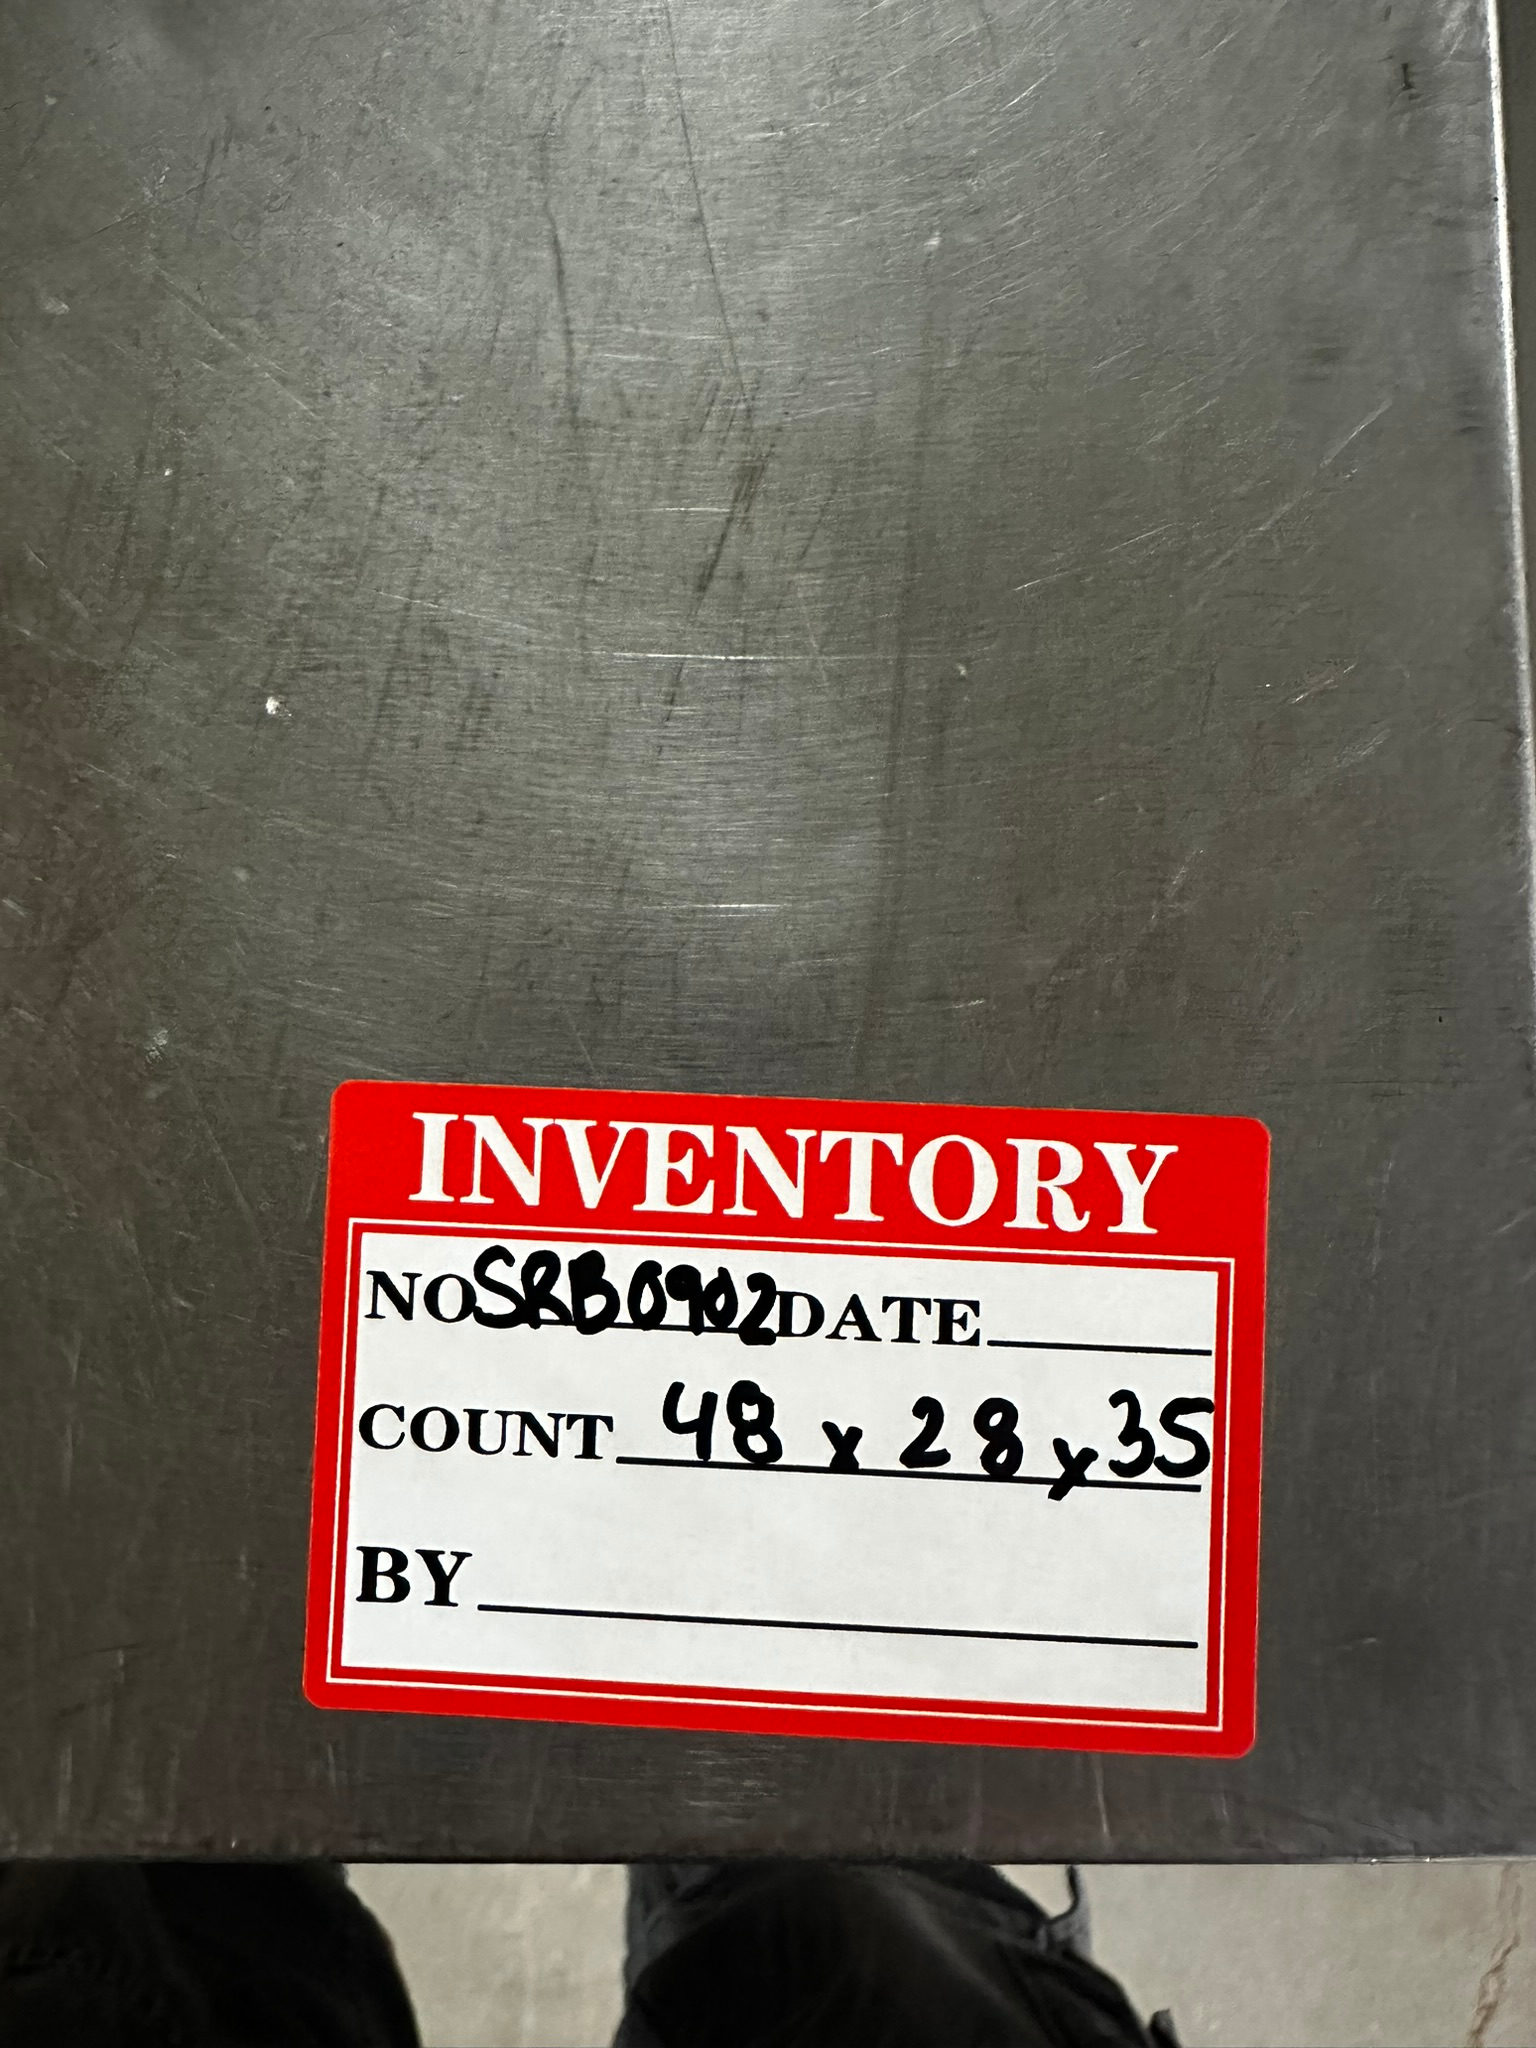 INVENTORY
NO SRB0902 DATE
COUNT 48 x 28 x 35
BY